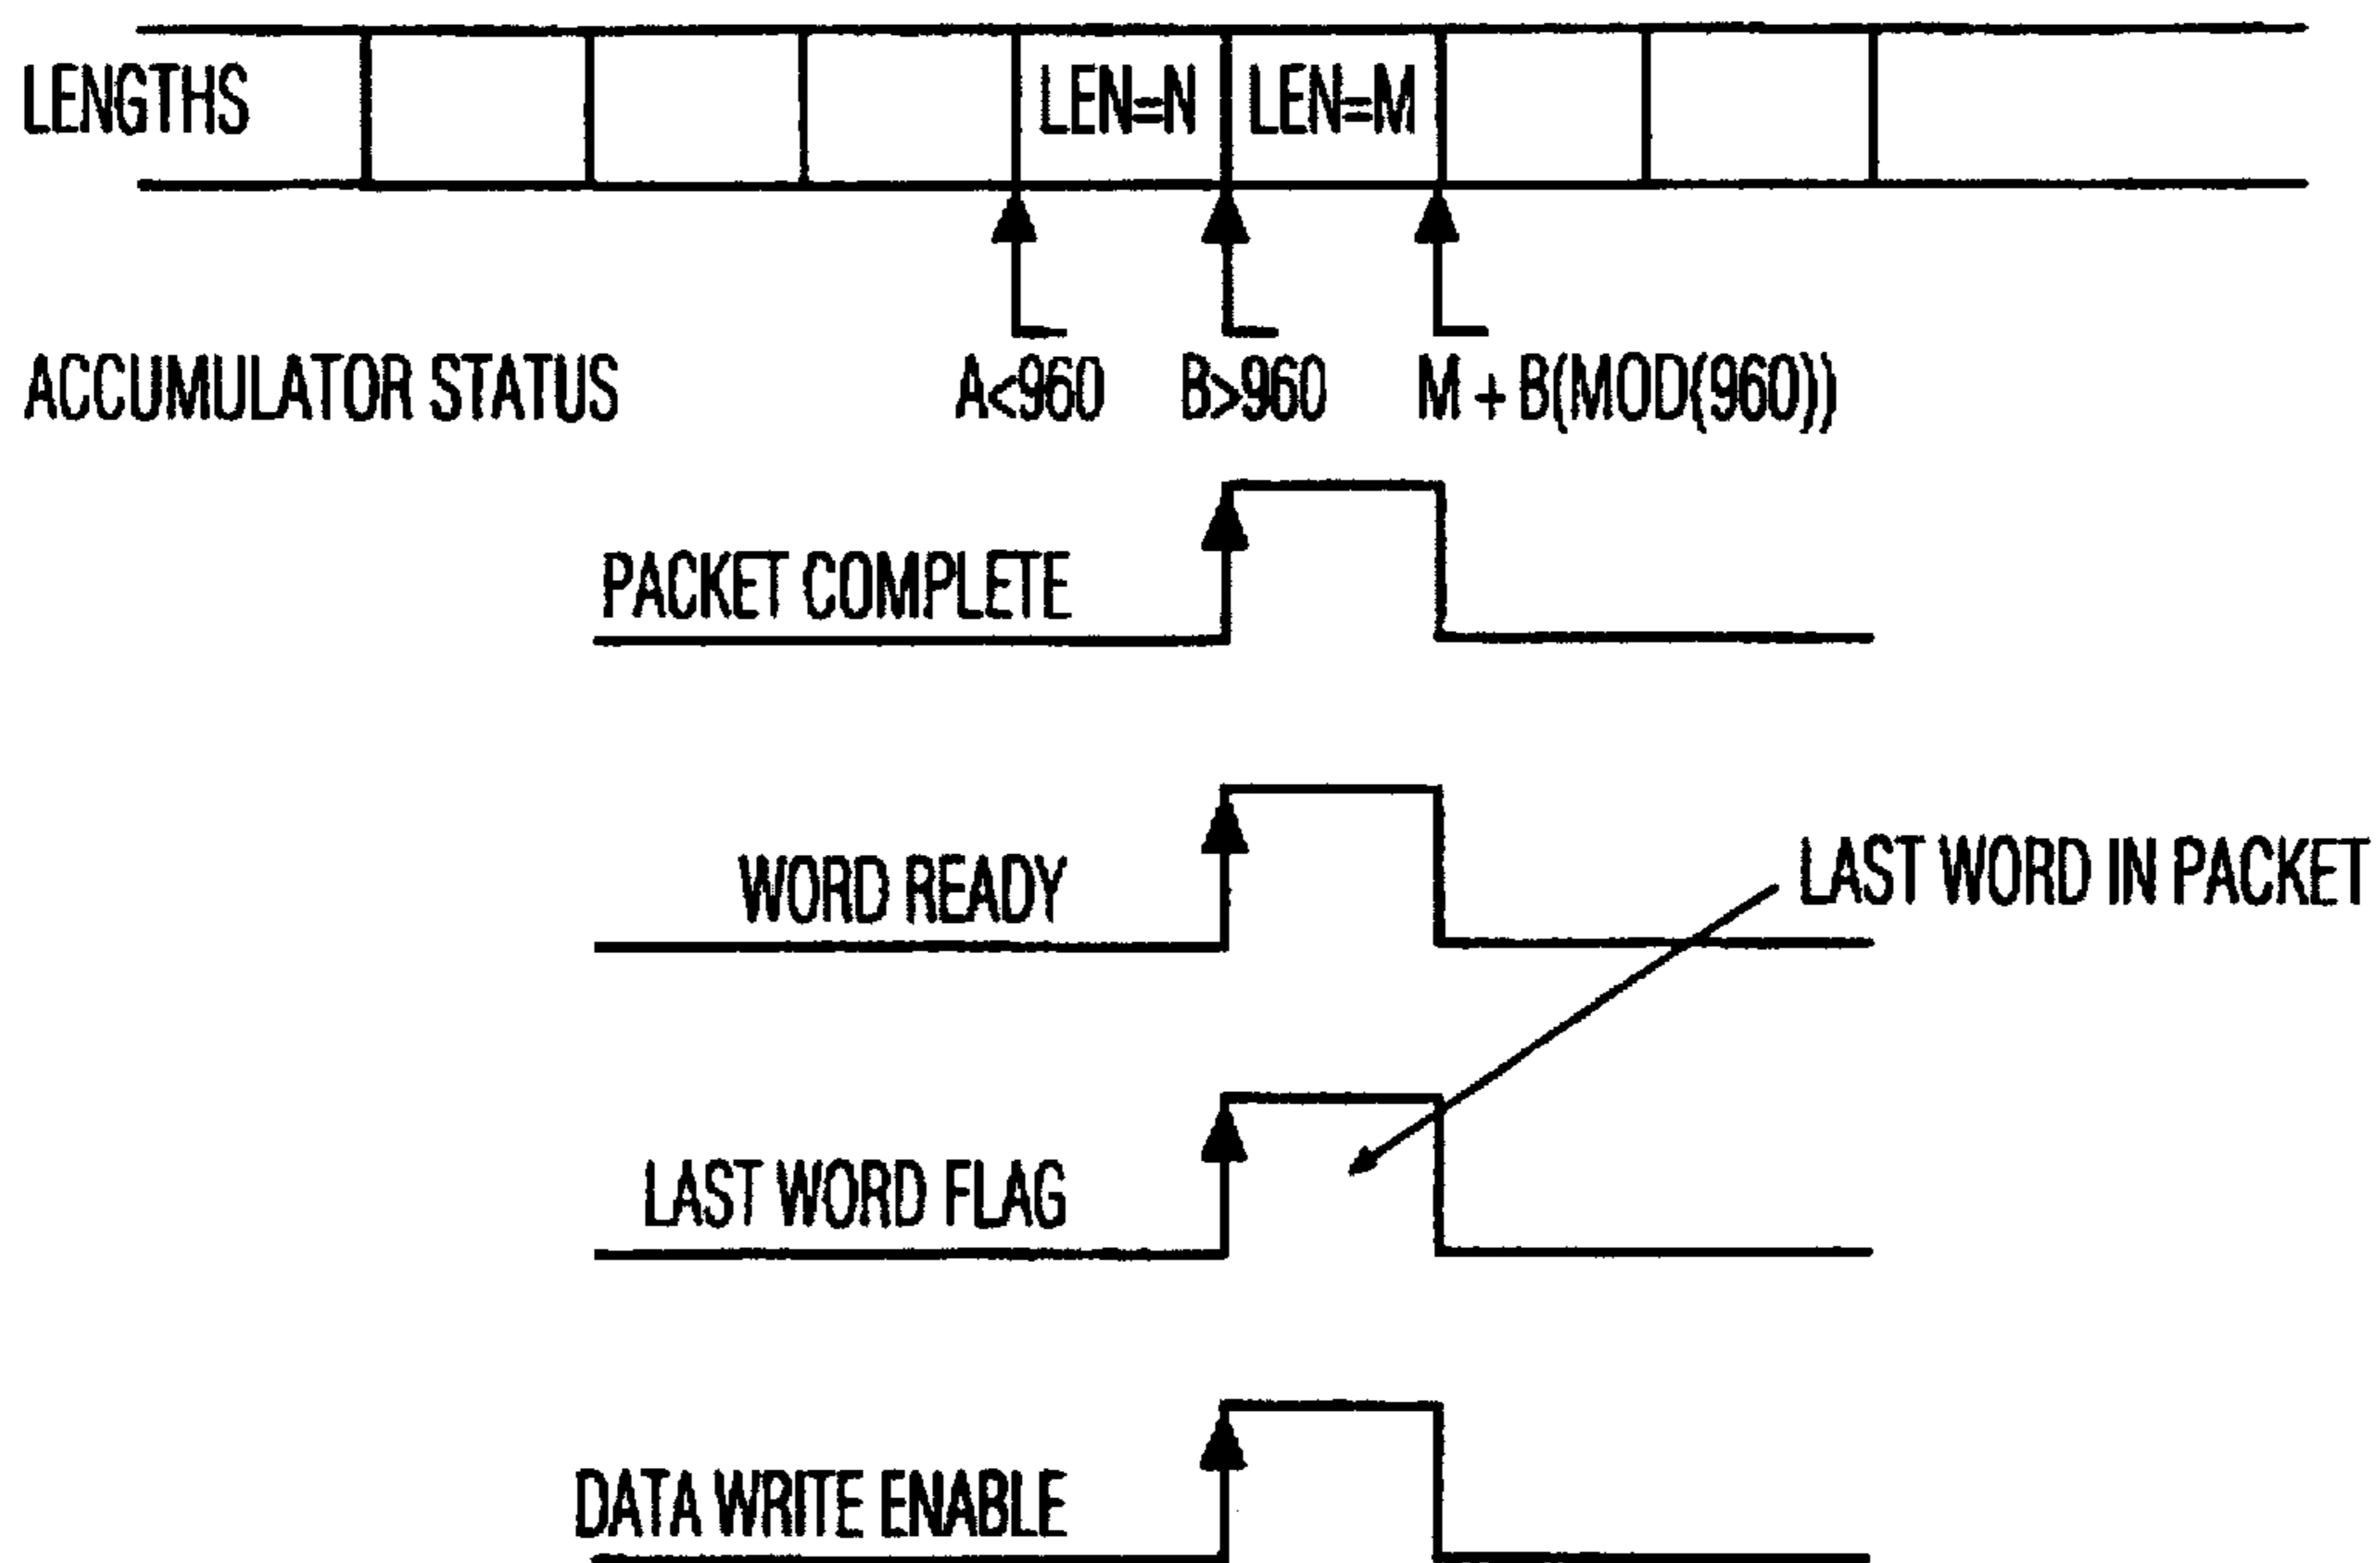 LENGTHS LEN=N LEN=M
ACCUMULATOR STATUS A<960 B>960 M + B(MOD(960))
PACKET COMPLETE
WORD READY
LAST WORD IN PACKET
LAST WORD FLAG
DATA WRITE ENABLE